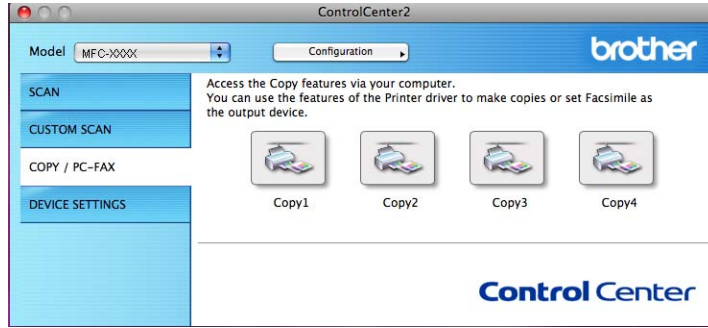 ControlCenter2
Model MFC-XXXX Configuration brother
SCAN
CUSTOM SCAN
COPY / PC-FAX
DEVICE SETTINGS
Access the Copy features via your computer.
You can use the features of the Printer driver to make copies or set Facsimile as
the output device.
Copy1 Copy2 Copy3 Copy4
Control Center